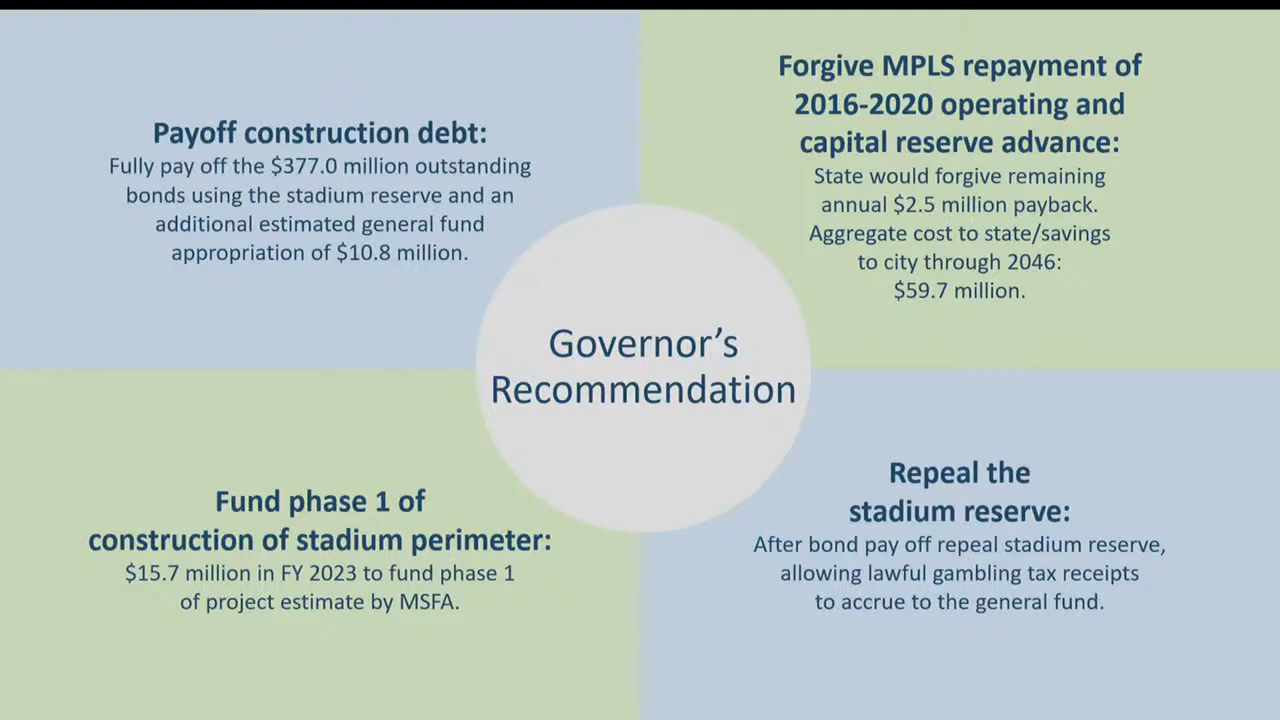 Payoff construction debt:
Fully pay off the $377.0 million outstanding
bonds using the stadium reserve and an
additional estimated general fund
appropriation of $10.8 million.
Forgive MPLS repayment of
2016-2020 operating and
capital reserve advance:
State would forgive remaining
annual $2.5 million payback.
Aggregate cost to state/savings
to city through 2046:
$59.7 million.
Governor’s
Recommendation
Fund phase 1 of
construction of stadium perimeter:
$15.7 million in FY 2023 to fund phase 1
of project estimate by MSFA.
Repeal the
stadium reserve:
After bond pay off repeal stadium reserve,
allowing lawful gambling tax receipts
to accrue to the general fund.